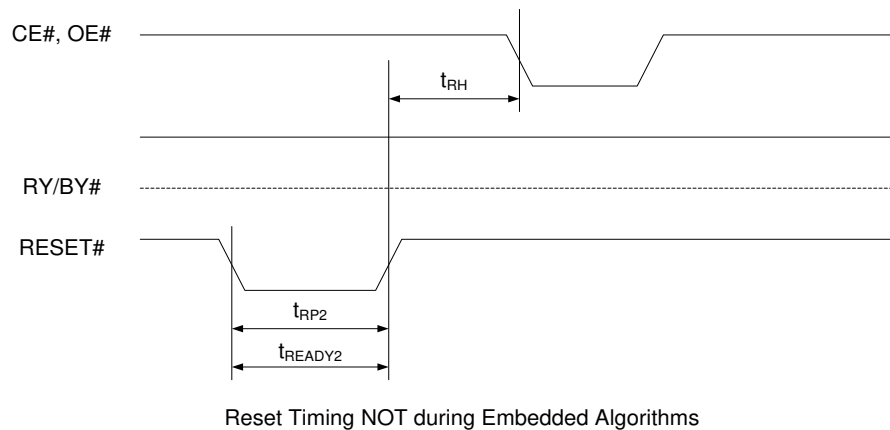 CE#, OE#
tRH
RY/BY#
RESET#
tRP2
tREADY2
Reset Timing NOT during Embedded Algorithms